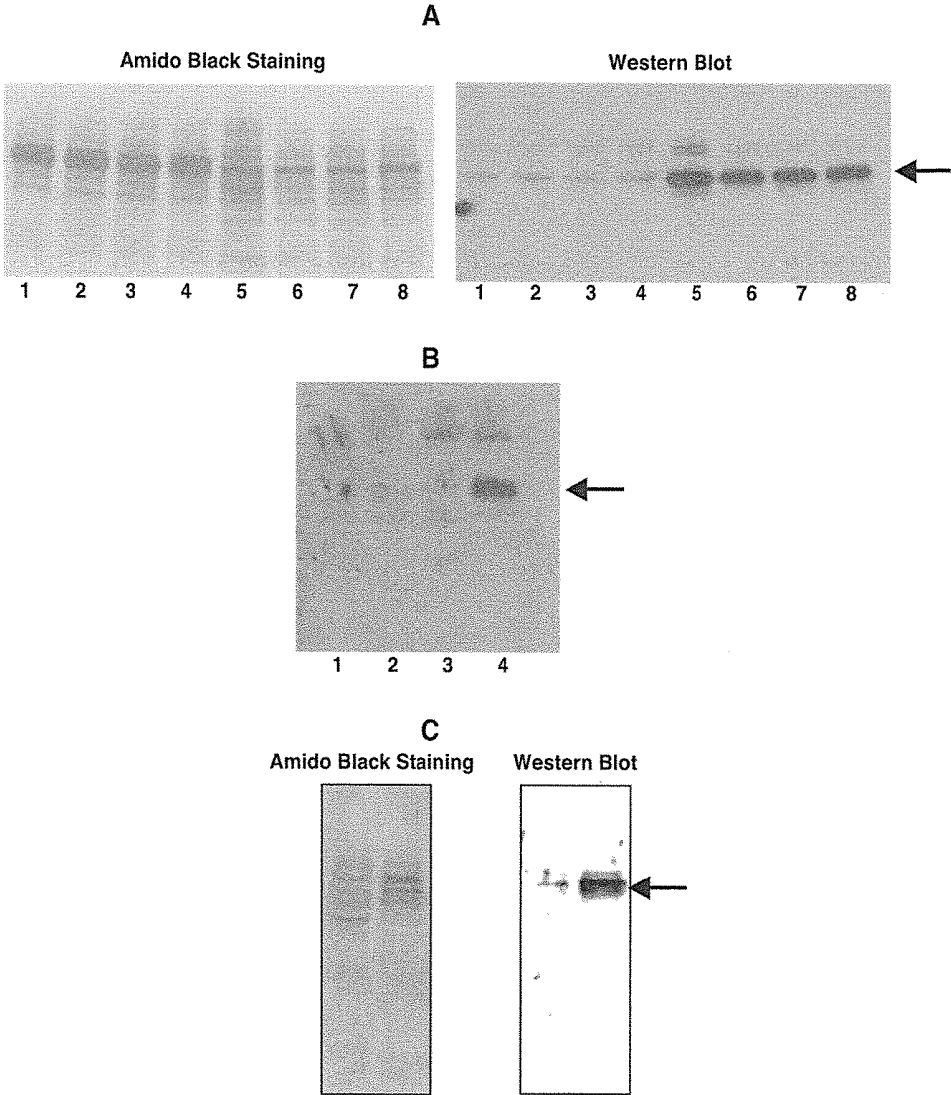 A
Amido Black Staining
Western Blot
1 2 3 4 5 6 7 8
1 2 3 4 5 6 7 8
B
1 2 3 4
C
Amido Black Staining
Western Blot